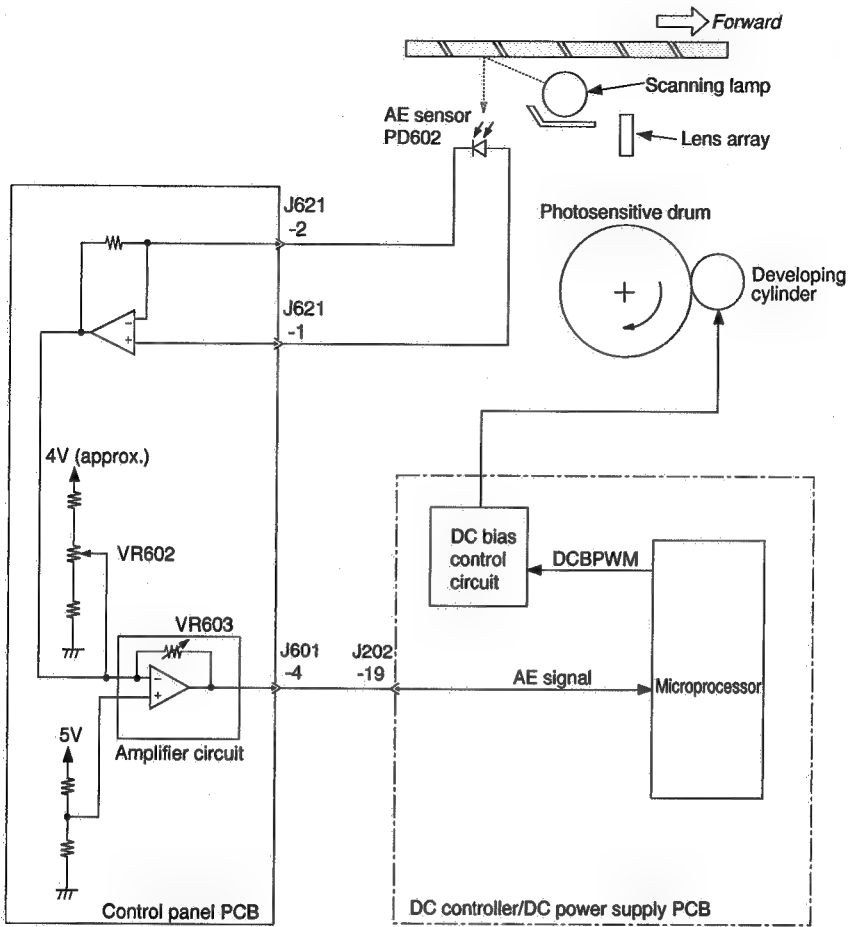 Forward
Scanning lamp
AE sensor
PD602
Lens array
J621
-2
Photosensitive drum
Developing
cylinder
J621
-1
-
+
+
4V (approx.)
VR602
DC bias
control
circuit
DCBPWM
VR603
J601
-4
J202
-19
AE signal
Microprocessor
-
+
5V
Amplifier circuit
Control panel PCB
DC controller/DC power supply PCB